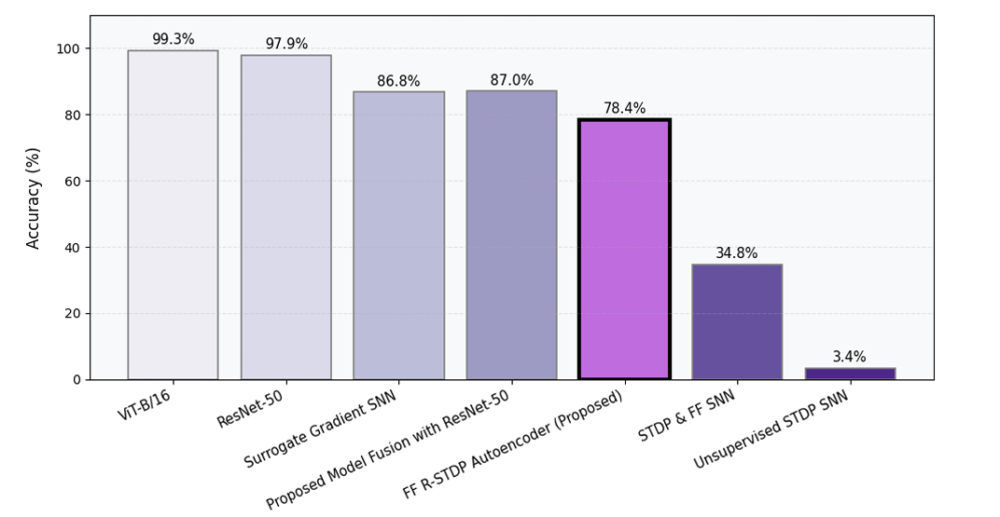 99.3%
97.9%
86.8%
87.0%
78.4%
34.8%
3.4%
100
80
60
40
20
0
Accuracy (%)
ViT-B/16
ResNet-50
Surrogate Gradient SNN
Proposed Model Fusion with ResNet-50
FF R-STDP Autoencoder (Proposed)
STDP & FF SNN
Unsupervised STDP SNN